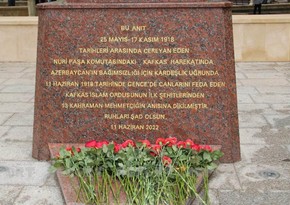 BU ANIT
25 MAYIS-17 KASIM 1918
TARİHLERİ ARASINDA CEREYAN EDEN
NURİ PAŞA KOMUTASINDAKİ KAFKAS HAREKATINDA
AZERBAYCAN'IN BAĞIMSIZLIĞI İÇİN KARDEŞLİK UĞRUNDA
11 HAZİRAN 1918 TARİHİNDE GENCE'DE CANLARINI FEDA EDEN
KAFKAS İSLAM ORDUSUNUN İLK ŞEHİTLERİNDEN
13 KAHRAMAN MEHMETÇİĞİN ANISINA DİKİLMİŞTİR.
RUHLARI ŞAD OLSUN
11 HAZİRAN 2022